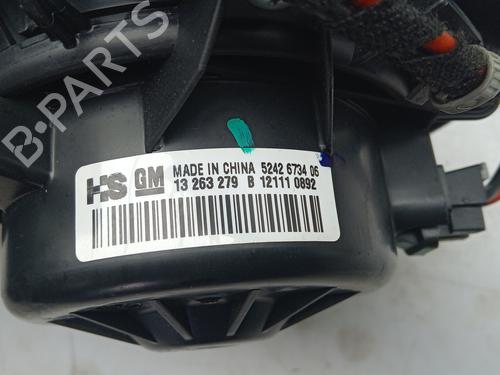 B-PARTS
HS GM MADE IN CHINA 5242 6734 06
13 263 279 B 12111 0892